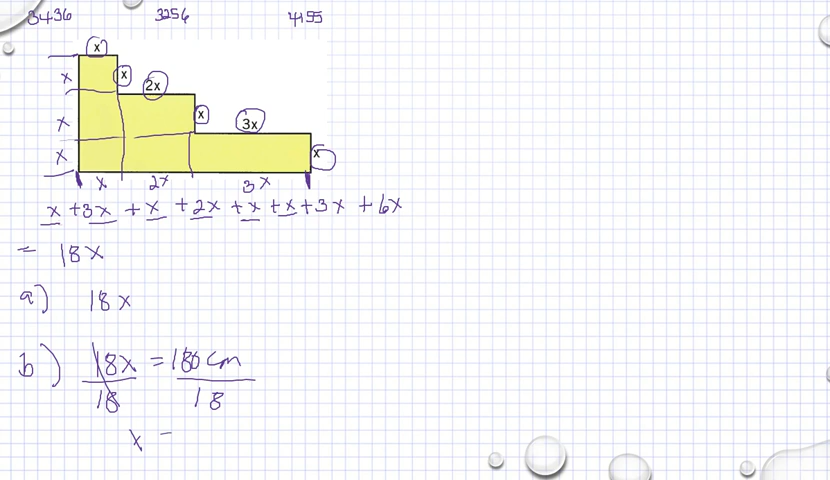 3436 3256 4155
x
x x 2x
x x 3x
x x
x 2x 3x
x + 3x + x + 2x + x + x + 3x + 6x
= 18x
a) 18x
b) 18x = 180 cm
18 18
x =